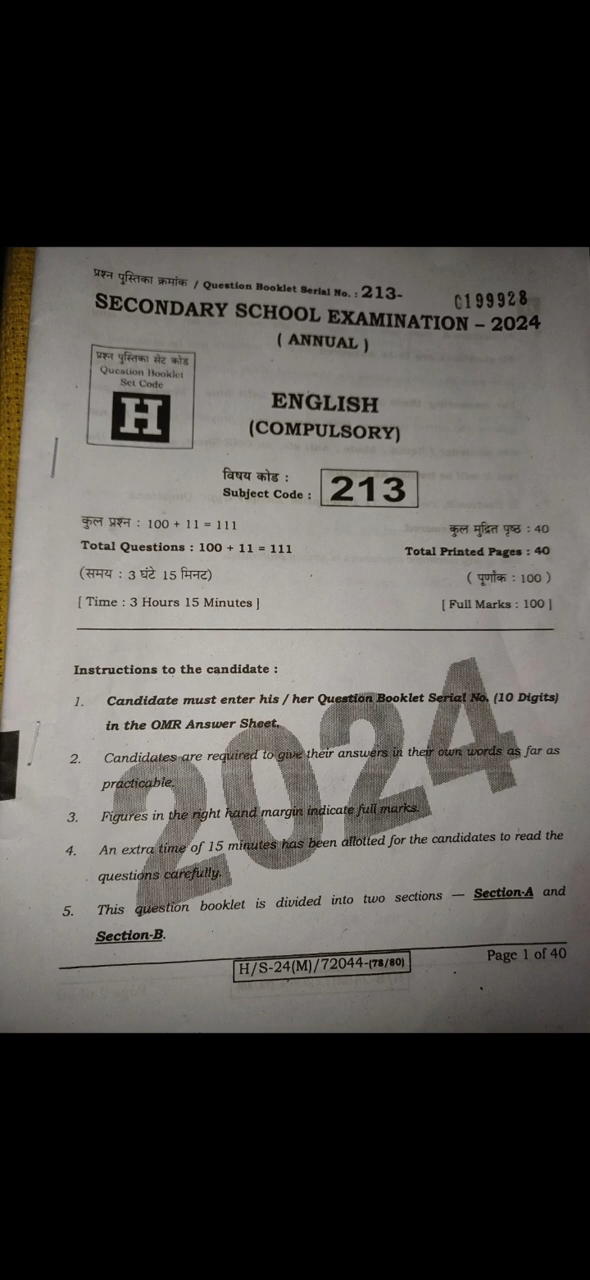 प्रश्न पुस्तिका क्रमांक / Question Booklet Serial No. : 213- C199928
SECONDARY SCHOOL EXAMINATION – 2024
( ANNUAL )
प्रश्न पुस्तिका सेट कोड
Question Booklet
Set Code
H
ENGLISH
(COMPULSORY)
विषय कोड :
Subject Code : 213
कुल प्रश्न : 100 + 11 = 111 कुल मुद्रित पृष्ठ : 40
Total Questions : 100 + 11 = 111 Total Printed Pages : 40
(समय : 3 घंटे 15 मिनट) ( पूर्णांक : 100 )
[ Time : 3 Hours 15 Minutes ] [ Full Marks : 100 ]
Instructions to the candidate :
1. Candidate must enter his / her Question Booklet Serial No. (10 Digits)
in the OMR Answer Sheet.
2. Candidates are required to give their answers in their own words as far as
practicable.
3. Figures in the right hand margin indicate full marks.
4. An extra time of 15 minutes has been allotted for the candidates to read the
questions carefully.
5. This question booklet is divided into two sections — Section-A and
Section-B.
2024
H/S-24(M)/72044-(78/80) Page 1 of 40